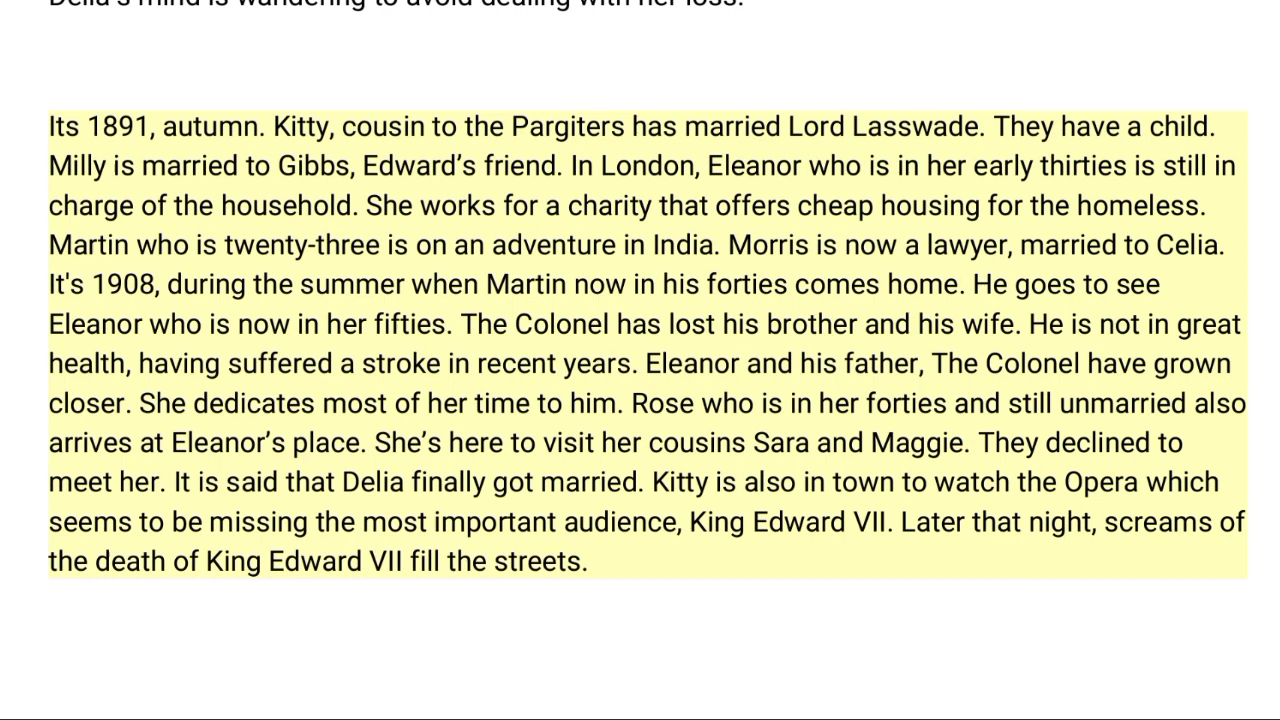 Delia's mind is wandering to avoid dealing with her loss.
Its 1891, autumn. Kitty, cousin to the Pargiters has married Lord Lasswade. They have a child.
Milly is married to Gibbs, Edward’s friend. In London, Eleanor who is in her early thirties is still in
charge of the household. She works for a charity that offers cheap housing for the homeless.
Martin who is twenty-three is on an adventure in India. Morris is now a lawyer, married to Celia.
It's 1908, during the summer when Martin now in his forties comes home. He goes to see
Eleanor who is now in her fifties. The Colonel has lost his brother and his wife. He is not in great
health, having suffered a stroke in recent years. Eleanor and his father, The Colonel have grown
closer. She dedicates most of her time to him. Rose who is in her forties and still unmarried also
arrives at Eleanor’s place. She’s here to visit her cousins Sara and Maggie. They declined to
meet her. It is said that Delia finally got married. Kitty is also in town to watch the Opera which
seems to be missing the most important audience, King Edward VII. Later that night, screams of
the death of King Edward VII fill the streets.